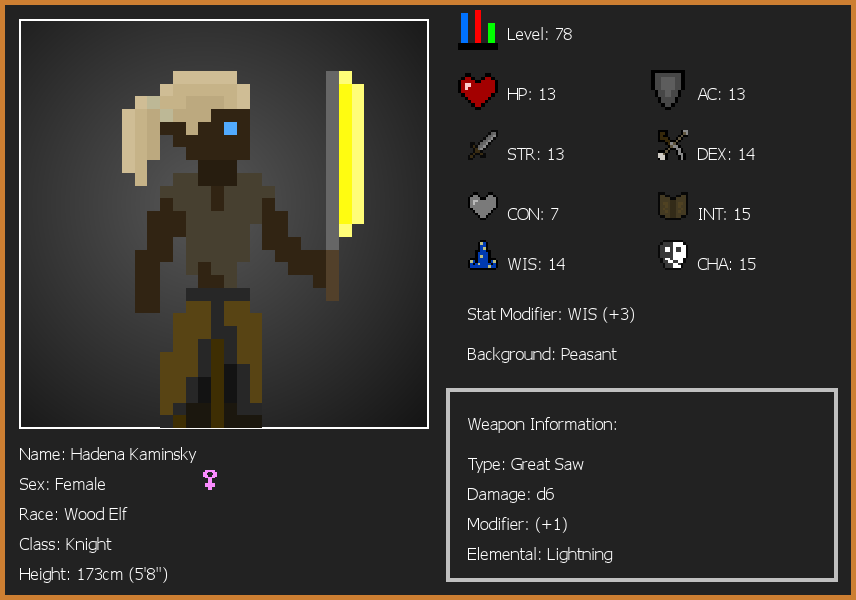 Level: 78
HP: 13
AC: 13
STR: 13
DEX: 14
CON: 7
INT: 15
WIS: 14
CHA: 15
Stat Modifier: WIS (+3)
Background: Peasant
Weapon Information:
Type: Great Saw
Damage: d6
Modifier: (+1)
Elemental: Lightning
Name: Hadena Kaminsky
Sex: Female
Race: Wood Elf
Class: Knight
Height: 173cm (5'8")